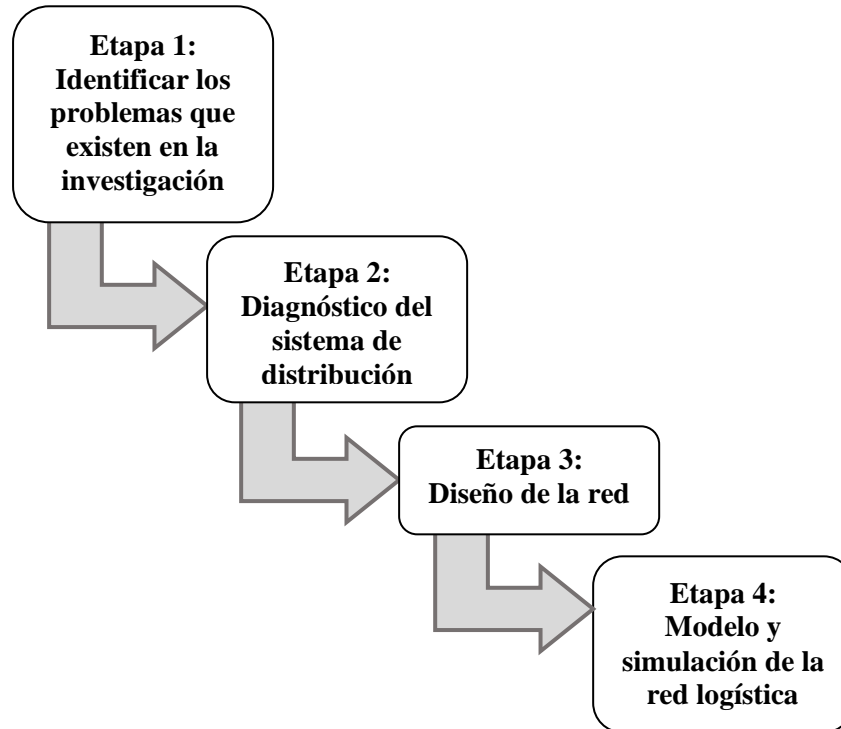 Etapa 1:
Identificar los
problemas que
existen en la
investigación
Etapa 2:
Diagnóstico del
sistema de
distribución
Etapa 3:
Diseño de la red
Etapa 4:
Modelo y
simulación de la
red logística